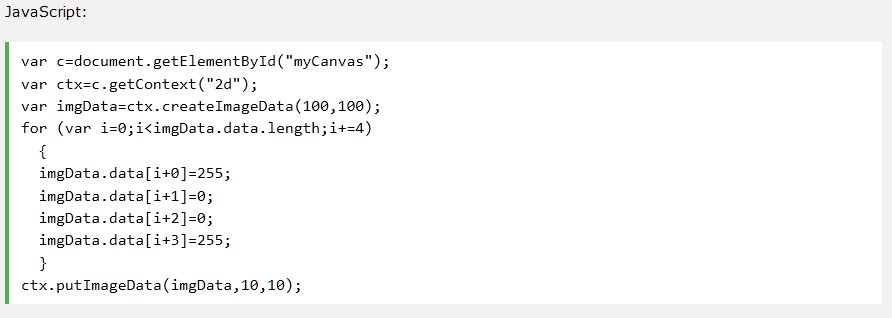 JavaScript:
var c=document.getElementById("myCanvas");
var ctx=c.getContext("2d");
var imgData=ctx.createImageData(100,100);
for (var i=0;i<imgData.data.length;i+=4)
  {
  imgData.data[i+0]=255;
  imgData.data[i+1]=0;
  imgData.data[i+2]=0;
  imgData.data[i+3]=255;
  }
ctx.putImageData(imgData,10,10);